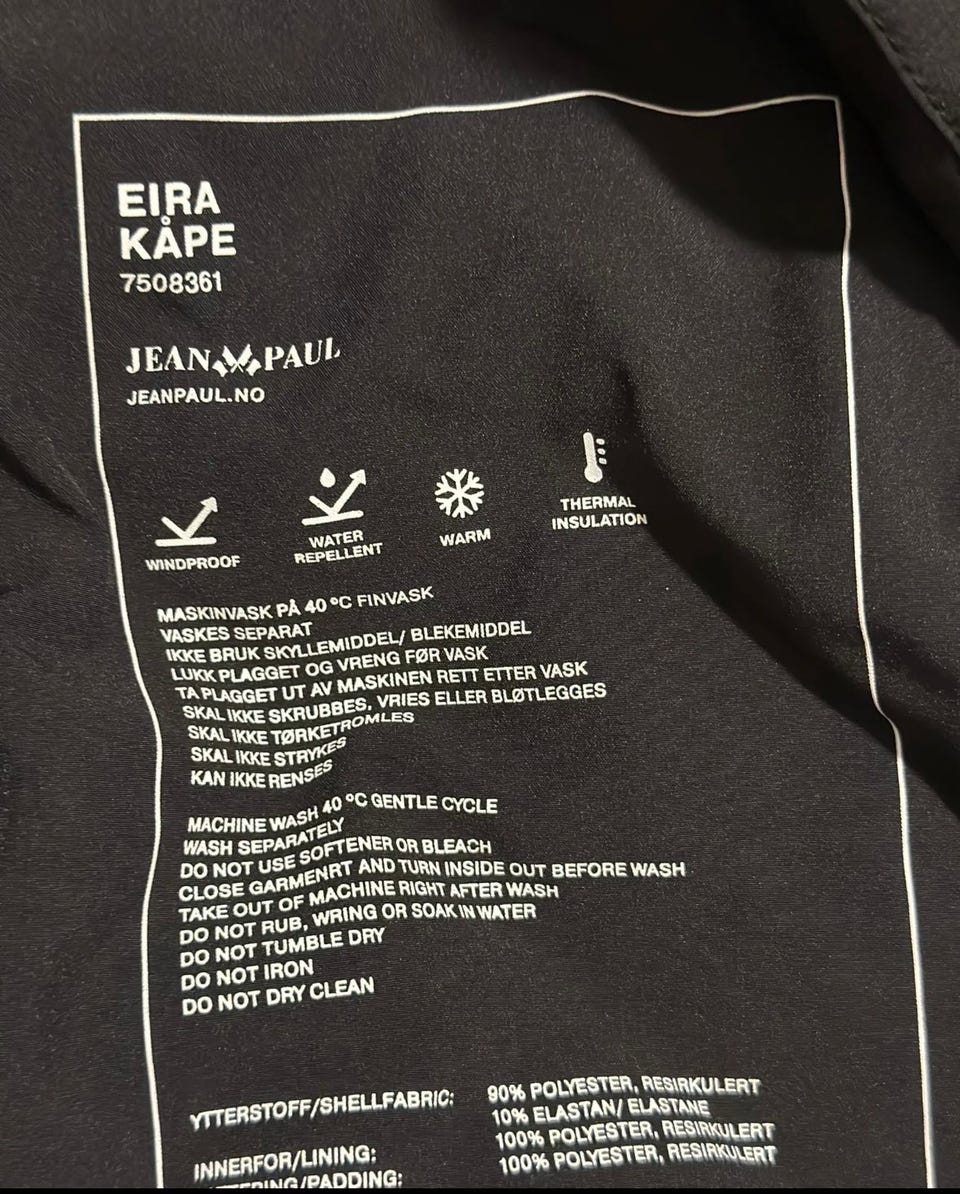 EIRA
KÅPE
7508361
JEAN PAUL
JEANPAUL.NO
WINDPROOF
WATER
REPELLENT
WARM
THERMAL
INSULATION
MASKINVASK PÅ 40 °C FINVASK
VASKES SEPARAT
IKKE BRUK SKYLLEMIDDEL/ BLEKEMIDDEL
LUKK PLAGGET OG VRENG FØR VASK
TA PLAGGET UT AV MASKINEN RETT ETTER VASK
SKAL IKKE SKRUBBES, VRIES ELLER BLØTLEGGES
SKAL IKKE TØRKETROMLES
SKAL IKKE STRYKES
KAN IKKE RENSES
MACHINE WASH 40 °C GENTLE CYCLE
WASH SEPARATELY
DO NOT USE SOFTENER OR BLEACH
CLOSE GARMENRT AND TURN INSIDE OUT BEFORE WASH
TAKE OUT OF MACHINE RIGHT AFTER WASH
DO NOT RUB, WRING OR SOAK IN WATER
DO NOT TUMBLE DRY
DO NOT IRON
DO NOT DRY CLEAN
YTTERSTOFF/SHELLFABRIC: 90% POLYESTER, RESIRKULERT
10% ELASTAN/ ELASTANE
INNERFOR/LINING: 100% POLYESTER, RESIRKULERT
/PADDING: 100% POLYESTER, RESIRKULERT